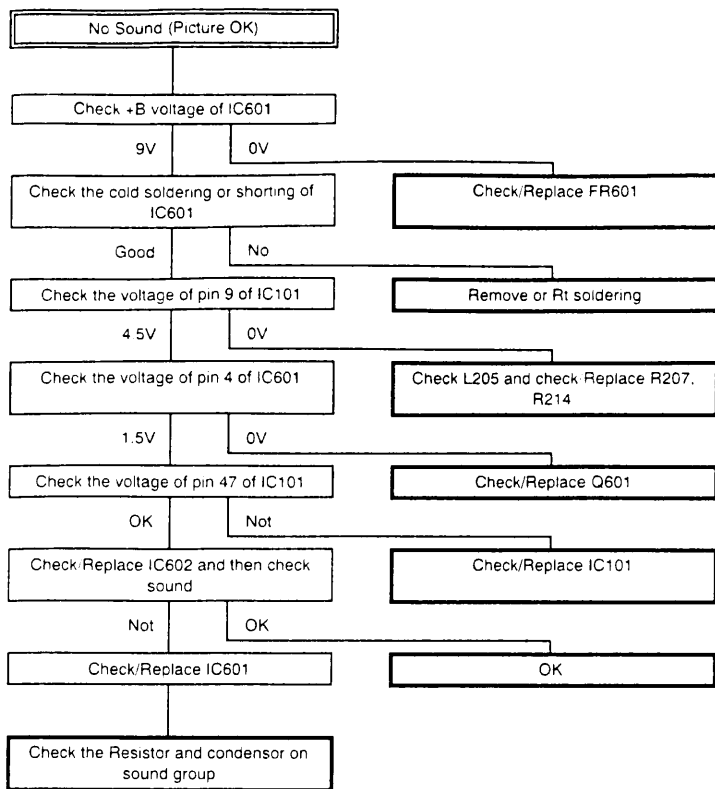 No Sound (Picture OK)
Check +B voltage of IC601
9V
0V
Check the cold soldering or shorting of
IC601
Check/Replace FR601
Good
No
Check the voltage of pin 9 of IC101
Remove or Rt soldering
4.5V
0V
Check the voltage of pin 4 of IC601
Check L205 and check Replace R207,
R214
1.5V
0V
Check the voltage of pin 47 of IC101
Check/Replace Q601
OK
Not
Check/Replace IC602 and then check
sound
Check/Replace IC101
Not
OK
Check/Replace IC601
OK
Check the Resistor and condensor on
sound group